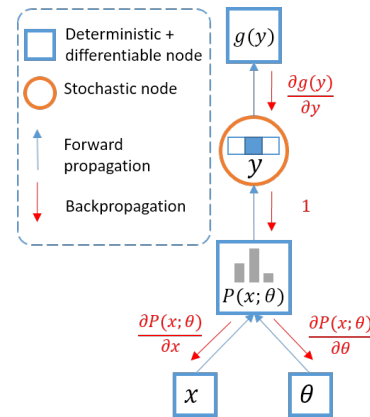 Deterministic +
differentiable node
Stochastic node
Forward
propagation
Backpropagation
g(y)
∂g(y)
∂y
y
1
P(x; θ)
∂P(x; θ)
∂x
∂P(x; θ)
∂θ
x
θ